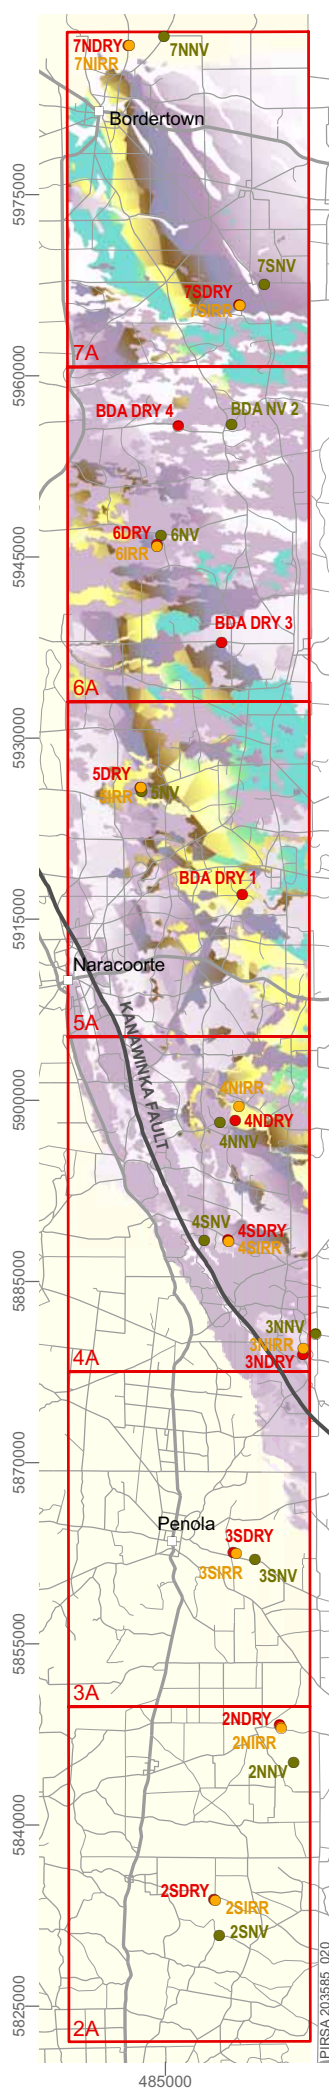 7NDRY
7NNV
7NIRR
Bordertown
5975000
7SNV
7SDRY
7SIRR
7A
5960000
BDA DRY 4
BDA NV 2
6DRY
6NV
6IRR
5945000
BDA DRY 3
6A
5930000
5DRY
5IRR
5NV
BDA DRY 1
5915000
Naracoorte
5A
KANAWINKA FAULT
4NIRR
5900000
4NDRY
4NNV
4SNV
4SDRY
4SIRR
5885000
3NNV
3NIRR
3NDRY
4A
5870000
Penola
3SDRY
3SIRR
3SNV
5855000
3A
2NDRY
2NIRR
2NNV
5840000
2SDRY
2SIRR
2SNV
5825000
2A
PIRSA 203585_020
485000